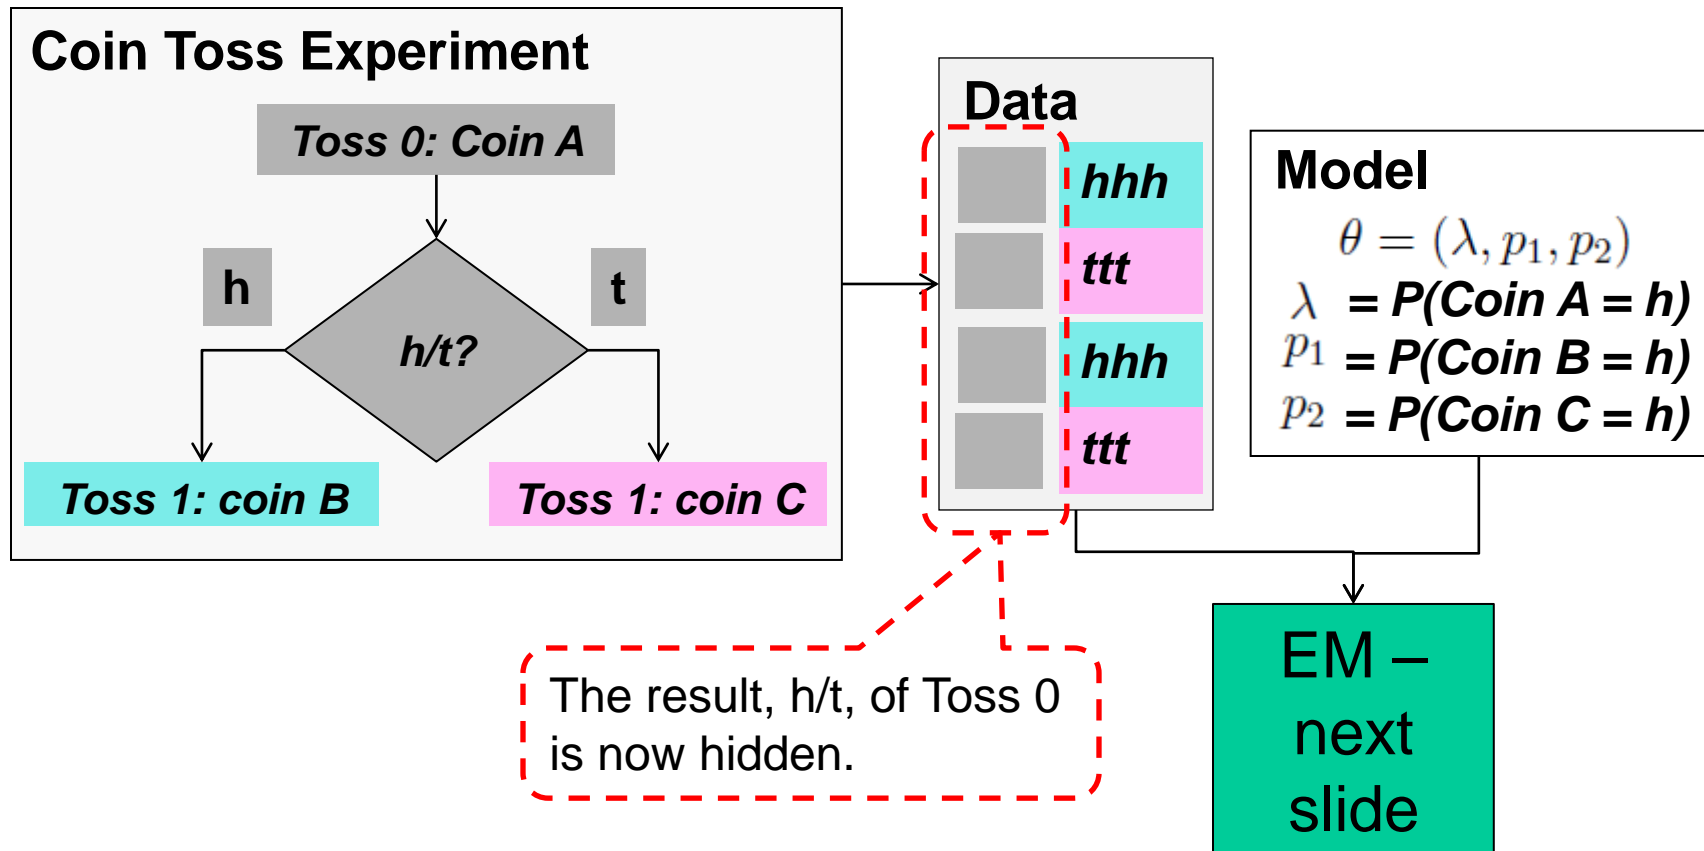 Coin Toss Experiment
Toss 0: Coin A
h
t
h/t?
Toss 1: coin B
Toss 1: coin C
Data
hhh
ttt
hhh
ttt
Model
θ = (λ, p₁, p₂)
λ = P(Coin A = h)
p₁ = P(Coin B = h)
p₂ = P(Coin C = h)
The result, h/t, of Toss 0
is now hidden.
EM –
next
slide